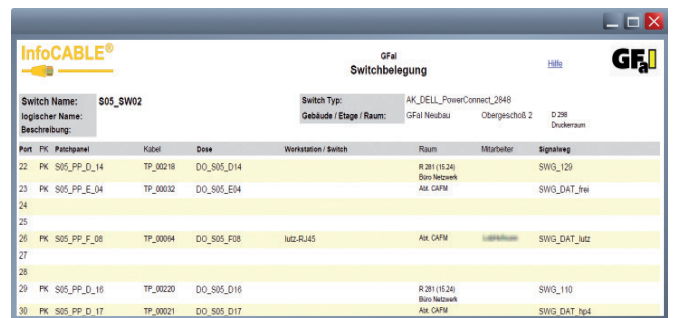 InfoCABLE®
GFaI
Switchbelegung
Hilfe
GFaI
Switch Name: S05_SW02 Switch Typ: AK_DELL_PowerConnect_2848
logischer Name: Gebäude / Etage / Raum: GFaI Neubau Obergeschoß 2 D 298 Druckerraum
Beschreibung:
Port PK Patchpanel Kabel Dose Workstation / Switch Raum Mitarbeiter Signalweg
22 PK S05_PP_D_14 TP_00218 DO_S05_D14 R 281 (15.24) SWG_129
Büro Netzwerk
23 PK S05_PP_E_04 TP_00032 DO_S05_E04 Abt. CAFM SWG_DAT_frei
24
25
26 PK S05_PP_F_08 TP_00064 DO_S05_F08 lutz-RJ45 Abt. CAFM SWG_DAT_lutz
27
28
29 PK S05_PP_D_16 TP_00220 DO_S05_D16 R 281 (15.24) SWG_110
Büro Netzwerk
30 PK S05_PP_D_17 TP_00021 DO_S05_D17 Abt. CAFM SWG_DAT_hp4